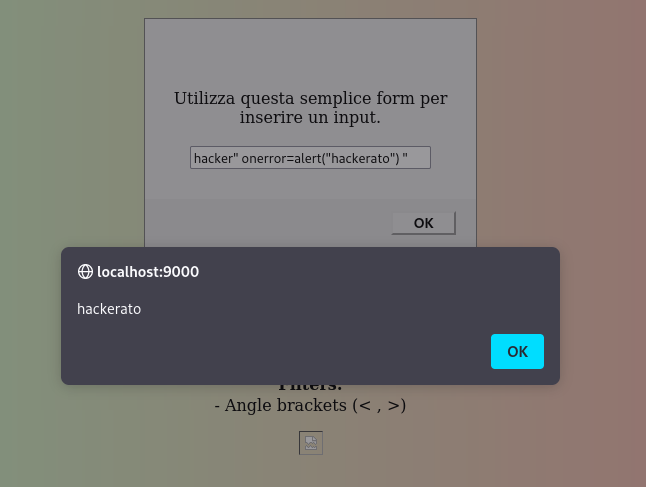 Utilizza questa semplice form per
inserire un input.
hacker" onerror=alert("hackerato") "
OK
localhost:9000
hackerato
OK
Filters:
- Angle brackets (< , >)